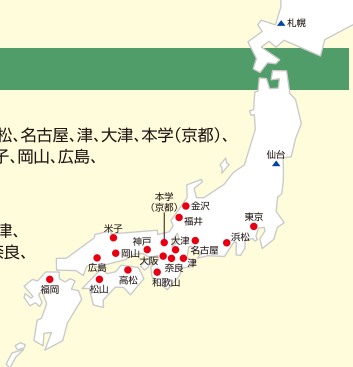 札幌
松、名古屋、津、大津、本学（京都）、
子、岡山、広島、
仙台
本学
（京都）
金沢
福井
東京
津、
奈良、
米子
神戸
大津
浜松
岡山
大阪
名古屋
広島
奈良
津
福岡
松山
高松
和歌山